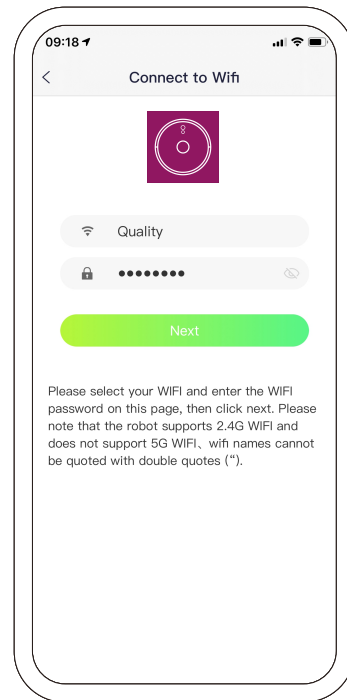 09:18
Connect to Wifi
Quality
••••••••
Next
Please select your WIFI and enter the WIFI
password on this page, then click next. Please
note that the robot supports 2.4G WIFI and
does not support 5G WIFI、wifi names cannot
be quoted with double quotes (“).